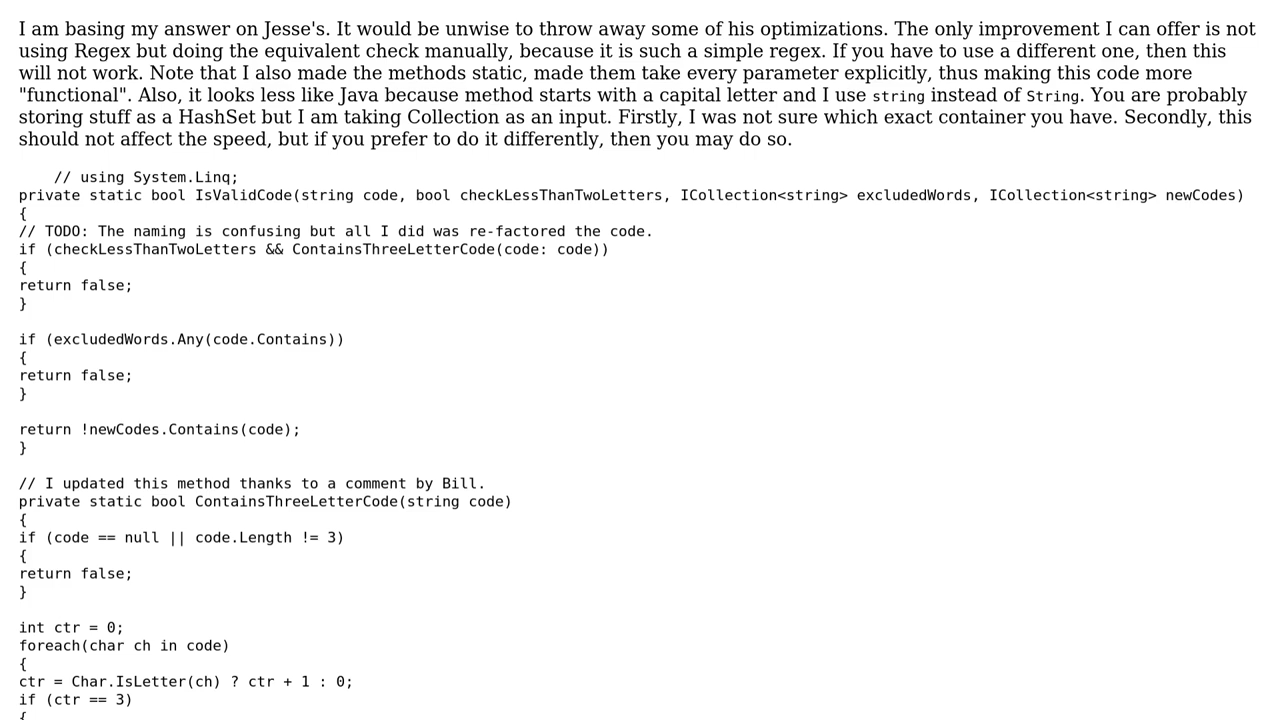 I am basing my answer on Jesse's. It would be unwise to throw away some of his optimizations. The only improvement I can offer is not
using Regex but doing the equivalent check manually, because it is such a simple regex. If you have to use a different one, then this
will not work. Note that I also made the methods static, made them take every parameter explicitly, thus making this code more
"functional". Also, it looks less like Java because method starts with a capital letter and I use string instead of String. You are probably
storing stuff as a HashSet but I am taking Collection as an input. Firstly, I was not sure which exact container you have. Secondly, this
should not affect the speed, but if you prefer to do it differently, then you may do so.
    // using System.Linq;
private static bool IsValidCode(string code, bool checkLessThanTwoLetters, ICollection<string> excludedWords, ICollection<string> newCodes)
{
// TODO: The naming is confusing but all I did was re-factored the code.
if (checkLessThanTwoLetters && ContainsThreeLetterCode(code: code))
{
return false;
}

if (excludedWords.Any(code.Contains))
{
return false;
}

return !newCodes.Contains(code);
}

// I updated this method thanks to a comment by Bill.
private static bool ContainsThreeLetterCode(string code)
{
if (code == null || code.Length != 3)
{
return false;
}

int ctr = 0;
foreach(char ch in code)
{
ctr = Char.IsLetter(ch) ? ctr + 1 : 0;
if (ctr == 3)
{